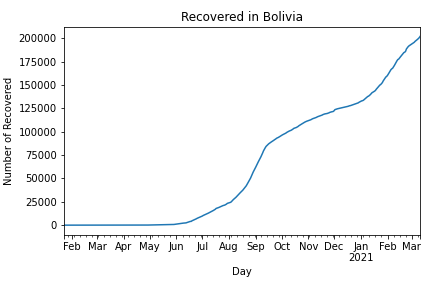 Recovered in Bolivia
Number of Recovered
200000
175000
150000
125000
100000
75000
50000
25000
0
Feb Mar Apr May Jun Jul Aug Sep Oct Nov Dec Jan Feb Mar
2021
Day